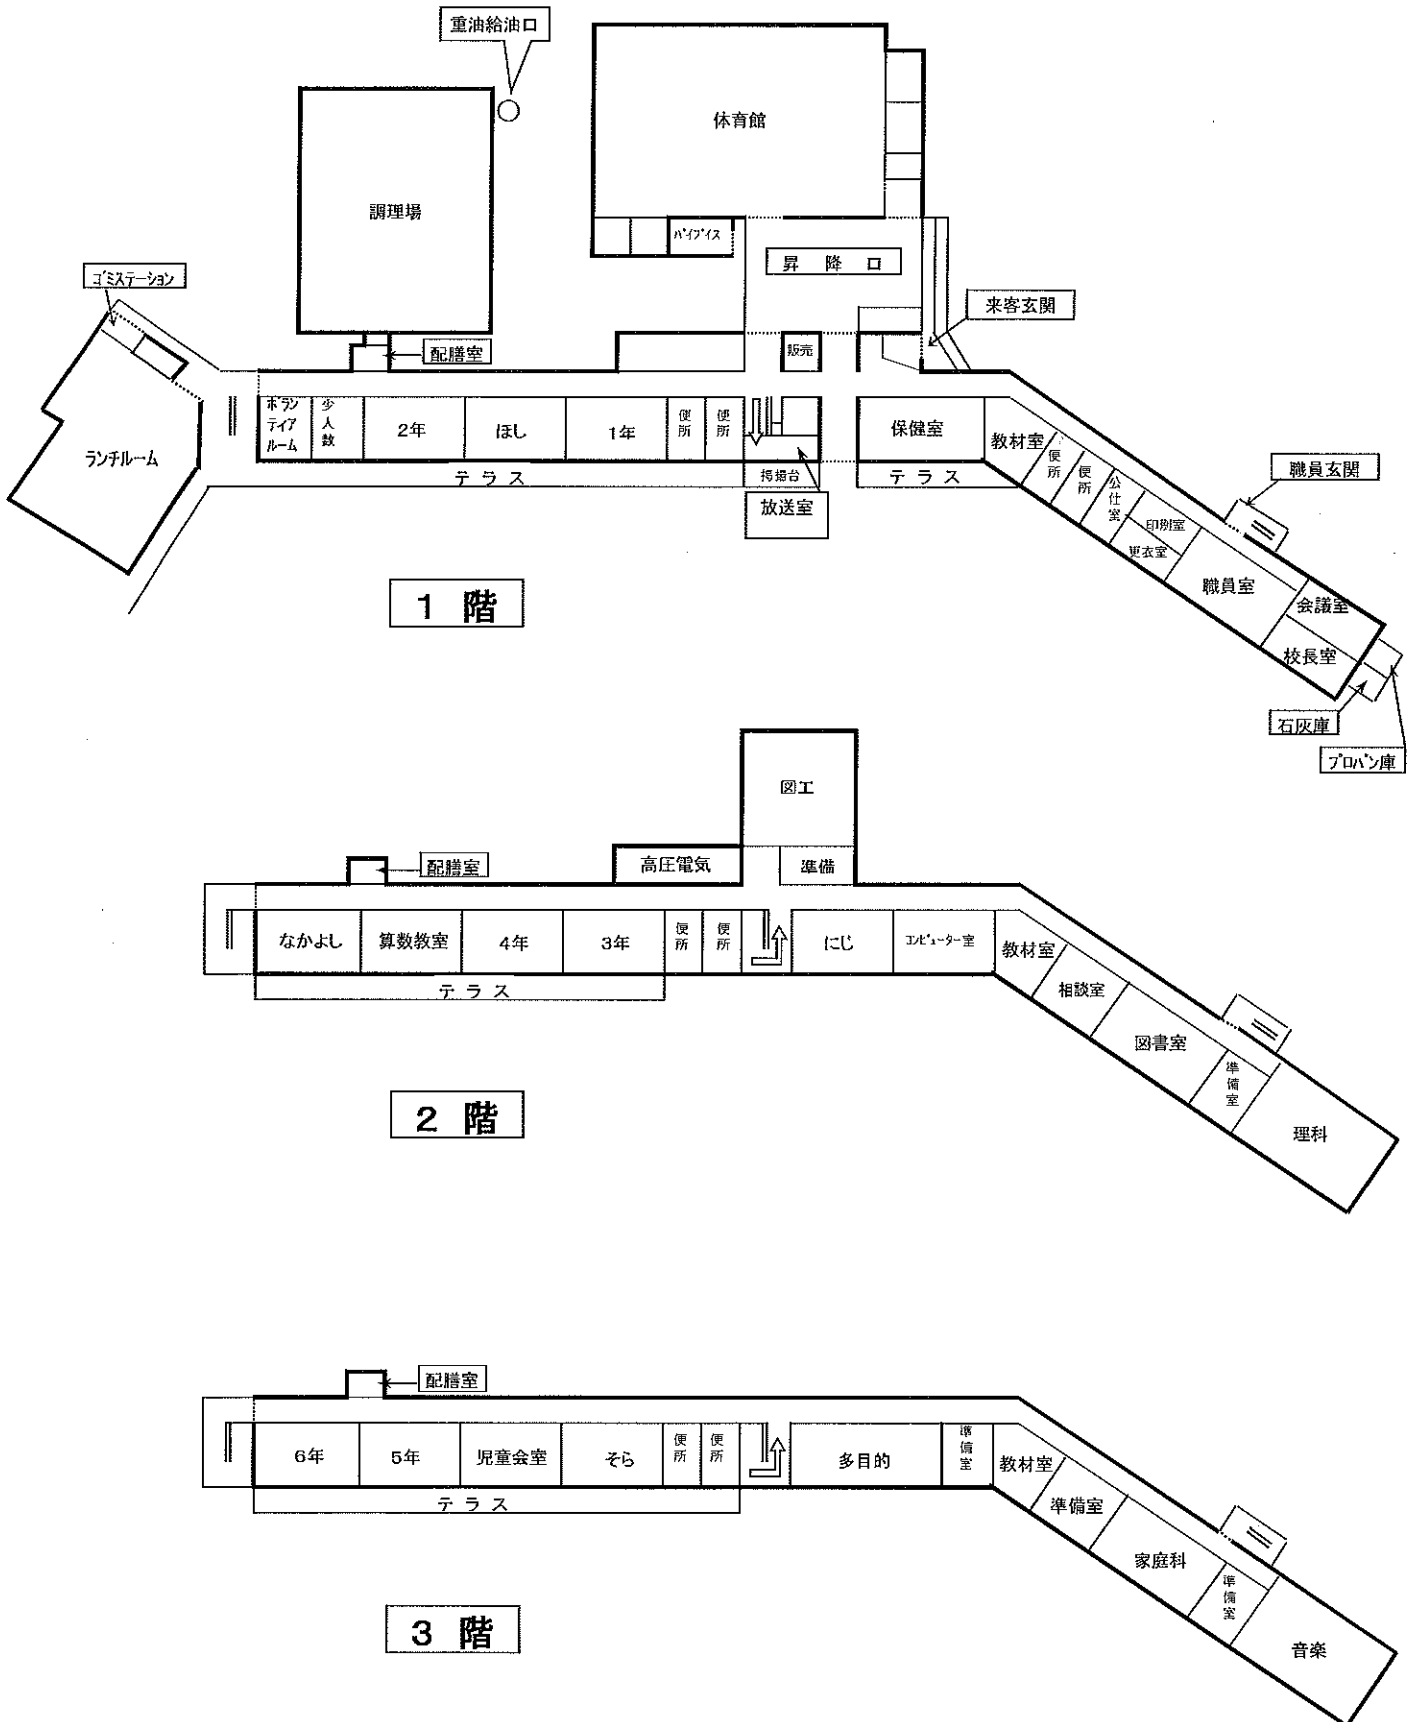 重油給油口
体育館
調理場
パイプイス
昇 降 口
ゴミステーション
来客玄関
配膳室
販売
ボラン
ティア
ルーム
少人数
2年
ほし
1年
便所
便所
保健室
教材室
便所
便所
公仕室
印刷室
更衣室
職員室
会議室
校長室
職員玄関
ランチルーム
テ ラ ス
掲揚台
テ ラ ス
放送室
石灰庫
プロパン庫
1 階
図工
高圧電気
準備
配膳室
なかよし
算数教室
4年
3年
便所
便所
にじ
コンピューター室
教材室
相談室
図書室
準備室
理科
テ ラ ス
2 階
配膳室
6年
5年
児童会室
そら
便所
便所
多目的
準備室
教材室
準備室
家庭科
準備室
音楽
テ ラ ス
3 階